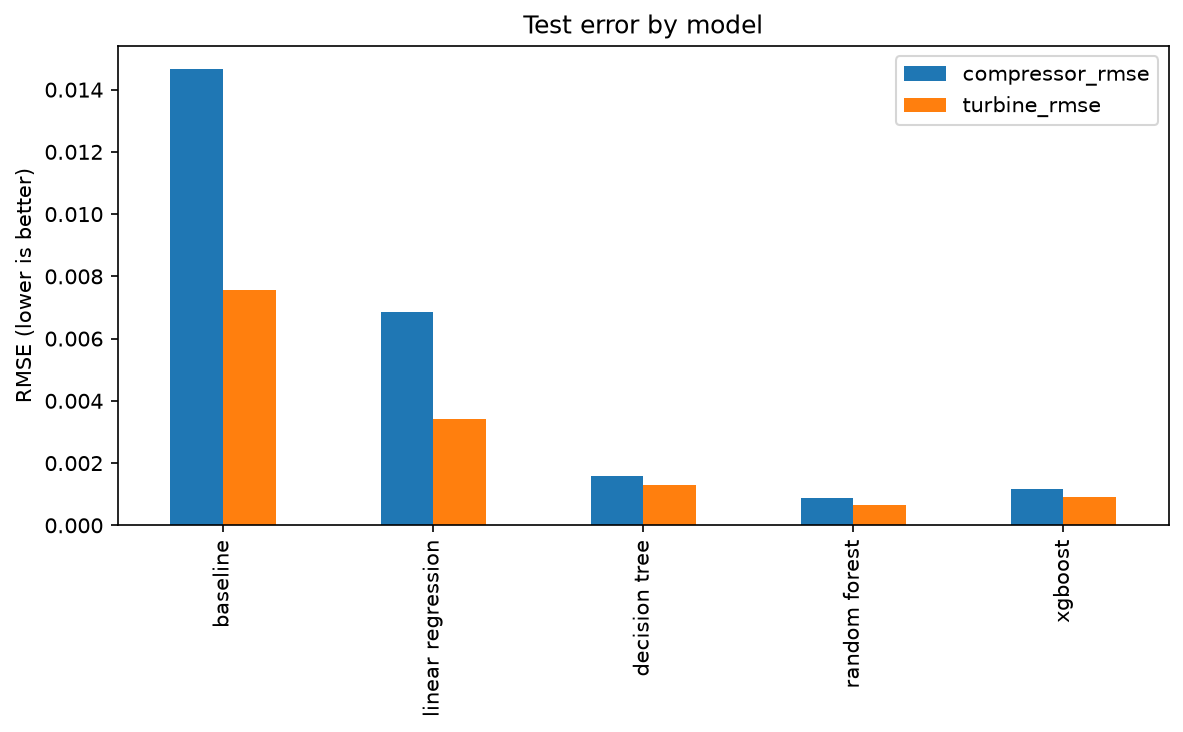 Test error by model
compressor_rmse
turbine_rmse
RMSE (lower is better)
0.014
0.012
0.010
0.008
0.006
0.004
0.002
0.000
baseline
linear regression
decision tree
random forest
xgboost